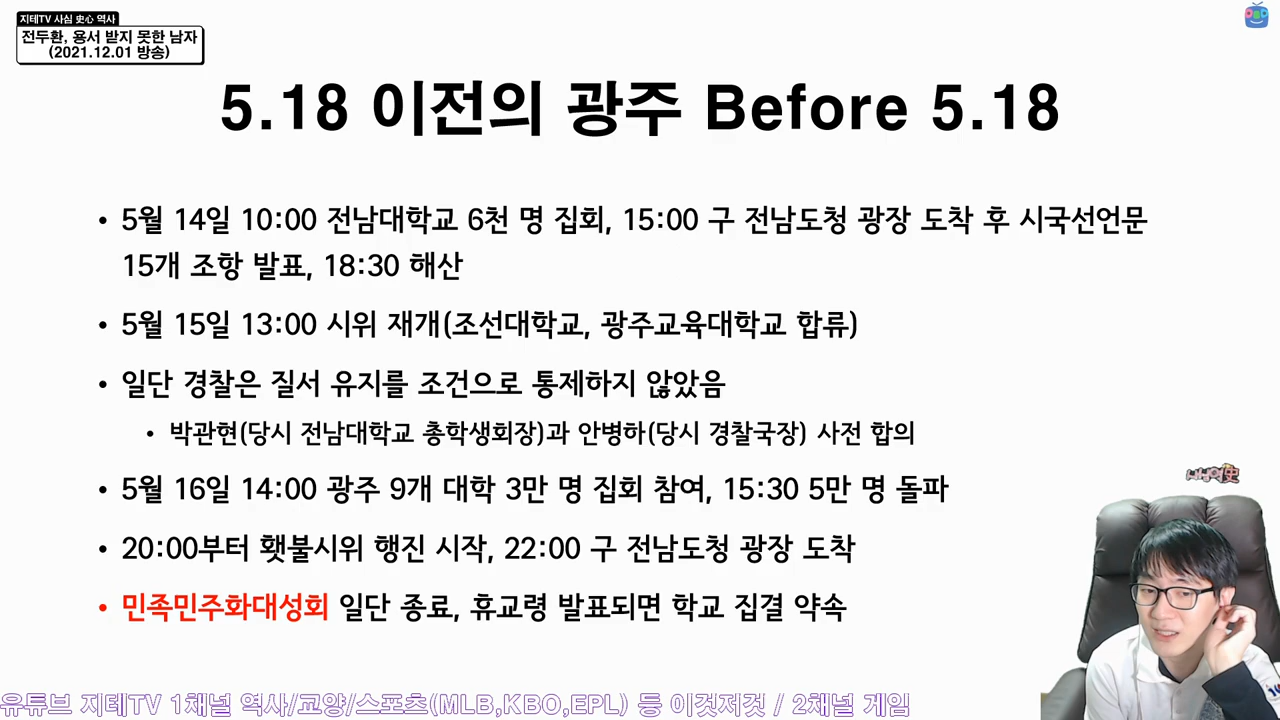 지테TV 사심 史心 역사
전두환, 용서 받지 못한 남자
(2021.12.01 방송)
5.18 이전의 광주 Before 5.18
• 5월 14일 10:00 전남대학교 6천 명 집회, 15:00 구 전남도청 광장 도착 후 시국선언문
15개 조항 발표, 18:30 해산
• 5월 15일 13:00 시위 재개(조선대학교, 광주교육대학교 합류)
• 일단 경찰은 질서 유지를 조건으로 통제하지 않았음
• 박관현(당시 전남대학교 총학생회장)과 안병하(당시 경찰국장) 사전 합의
• 5월 16일 14:00 광주 9개 대학 3만 명 집회 참여, 15:30 5만 명 돌파
• 20:00부터 횃불시위 행진 시작, 22:00 구 전남도청 광장 도착
• 민족민주화대성회 일단 종료, 휴교령 발표되면 학교 집결 약속
유튜브 지테TV 1채널 역사/교양/스포츠(MLB,KBO,EPL) 등 이것저것 / 2채널 게임